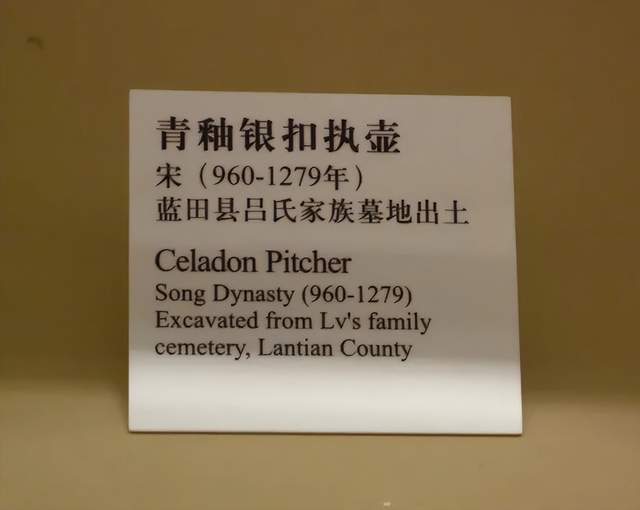 青釉银扣执壶
宋（960-1279年）
蓝田县吕氏家族墓地出土
Celadon Pitcher
Song Dynasty (960-1279)
Excavated from Lv's family
cemetery, Lantian County